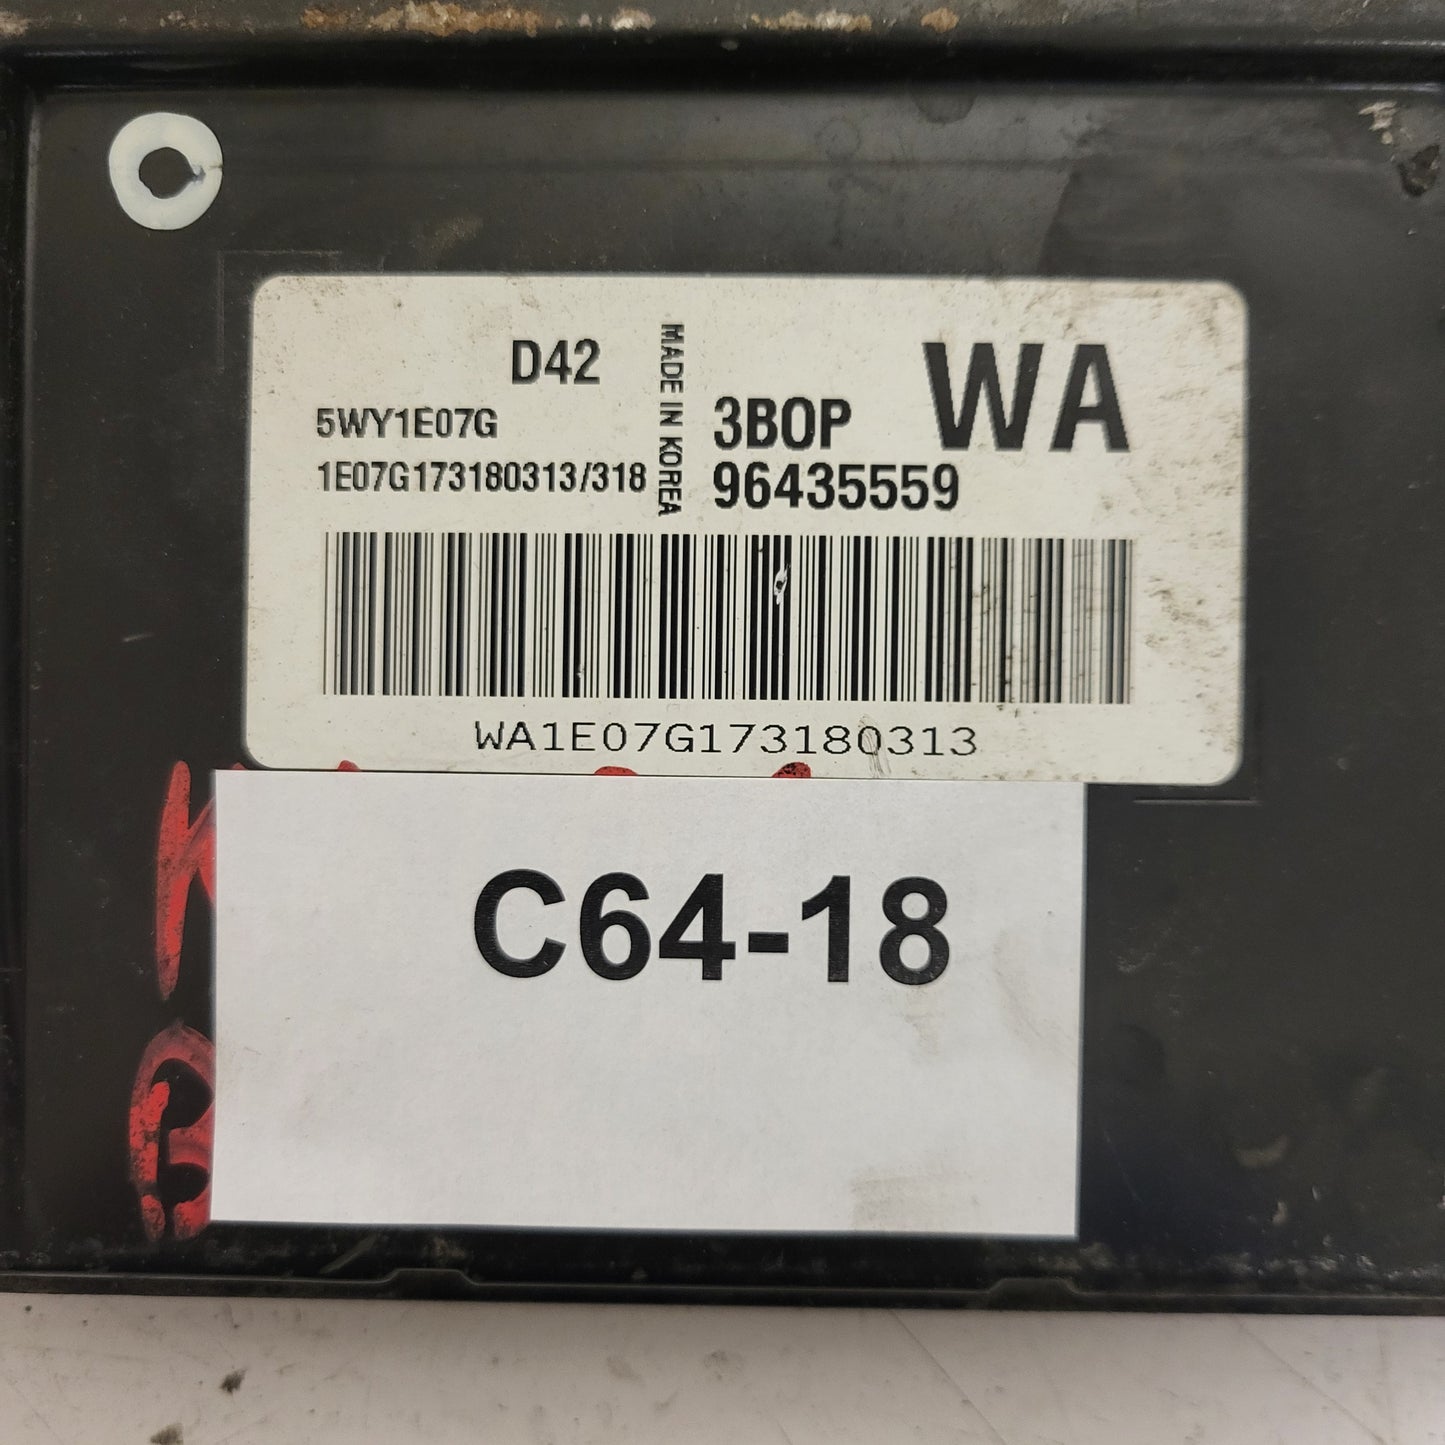 D42
5WY1E07G
1E07G173180313/318
MADE IN KOREA
3BOP
96435559
WA
WA1E07G173180313
C64-18